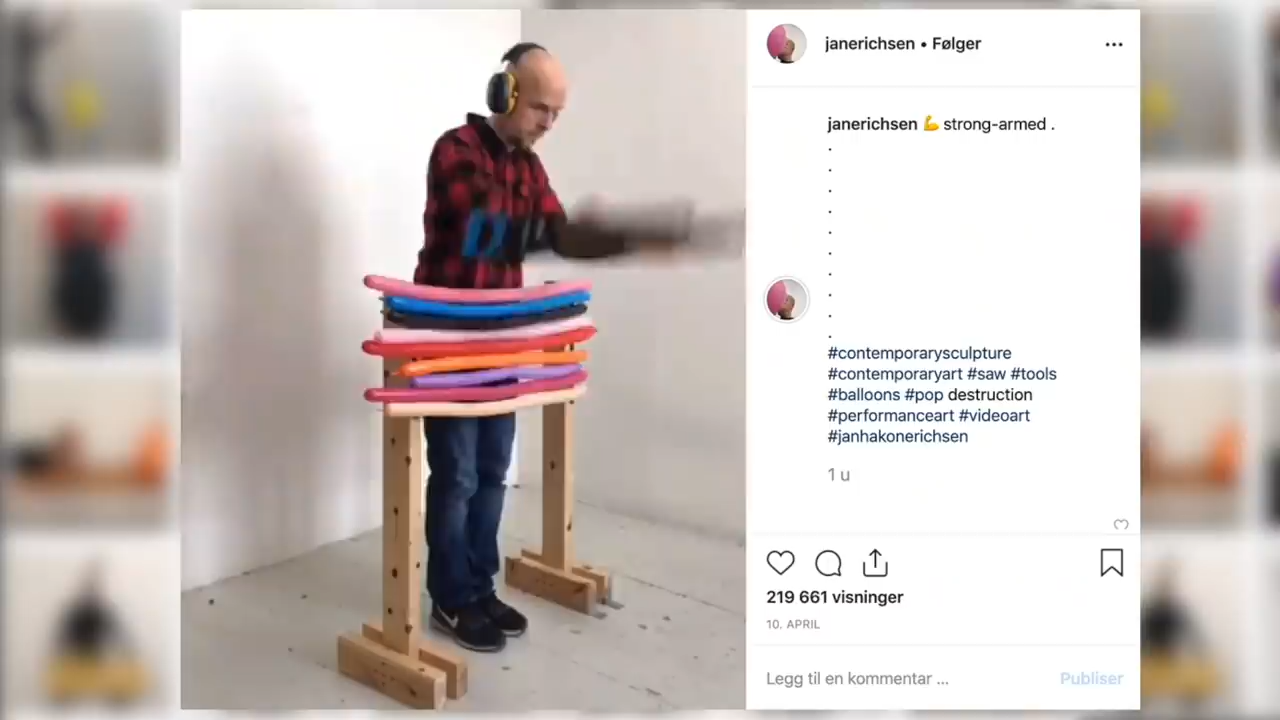 janerichsen • Følger
janerichsen 💪 strong-armed .
.
.
.
.
.
.
.
.
.
.
#contemporarysculpture
#contemporaryart #saw #tools
#balloons #pop destruction
#performanceart #videoart
#janhakonerichsen
1 u
219 661 visninger
10. APRIL
Legg til en kommentar ...
Publiser